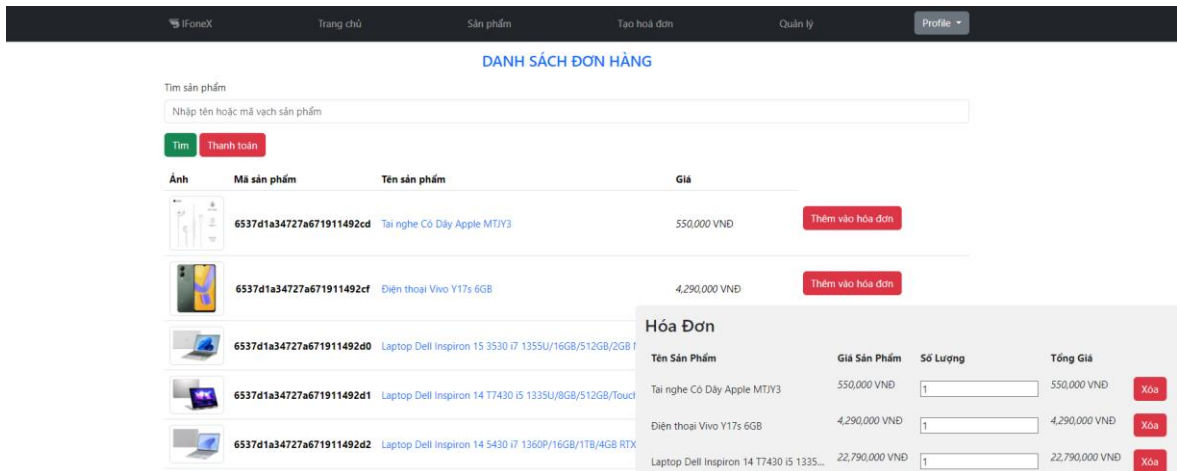 IFoneX Trang chủ Sản phẩm Tạo hoá đơn Quản lý Profile
DANH SÁCH ĐƠN HÀNG
Tìm sản phẩm
Nhập tên hoặc mã vạch sản phẩm
Tìm Thanh toán
Ảnh Mã sản phẩm Tên sản phẩm Giá
6537d1a34727a671911492cd Tai nghe Có Dây Apple MTJY3 550,000 VNĐ Thêm vào hóa đơn
6537d1a34727a671911492cf Điện thoại Vivo Y17s 6GB 4,290,000 VNĐ Thêm vào hóa đơn
6537d1a34727a671911492d0 Laptop Dell Inspiron 15 3530 i7 1355U/16GB/512GB/2GB
6537d1a34727a671911492d1 Laptop Dell Inspiron 14 T7430 i5 1335U/8GB/512GB/Touch
6537d1a34727a671911492d2 Laptop Dell Inspiron 14 5430 i7 1360P/16GB/1TB/4GB RTX
Hóa Đơn
Tên Sản Phẩm Giá Sản Phẩm Số Lượng Tổng Giá
Tai nghe Có Dây Apple MTJY3 550,000 VNĐ 1 550,000 VNĐ Xóa
Điện thoại Vivo Y17s 6GB 4,290,000 VNĐ 1 4,290,000 VNĐ Xóa
Laptop Dell Inspiron 14 T7430 i5 1335... 22,790,000 VNĐ 1 22,790,000 VNĐ Xóa